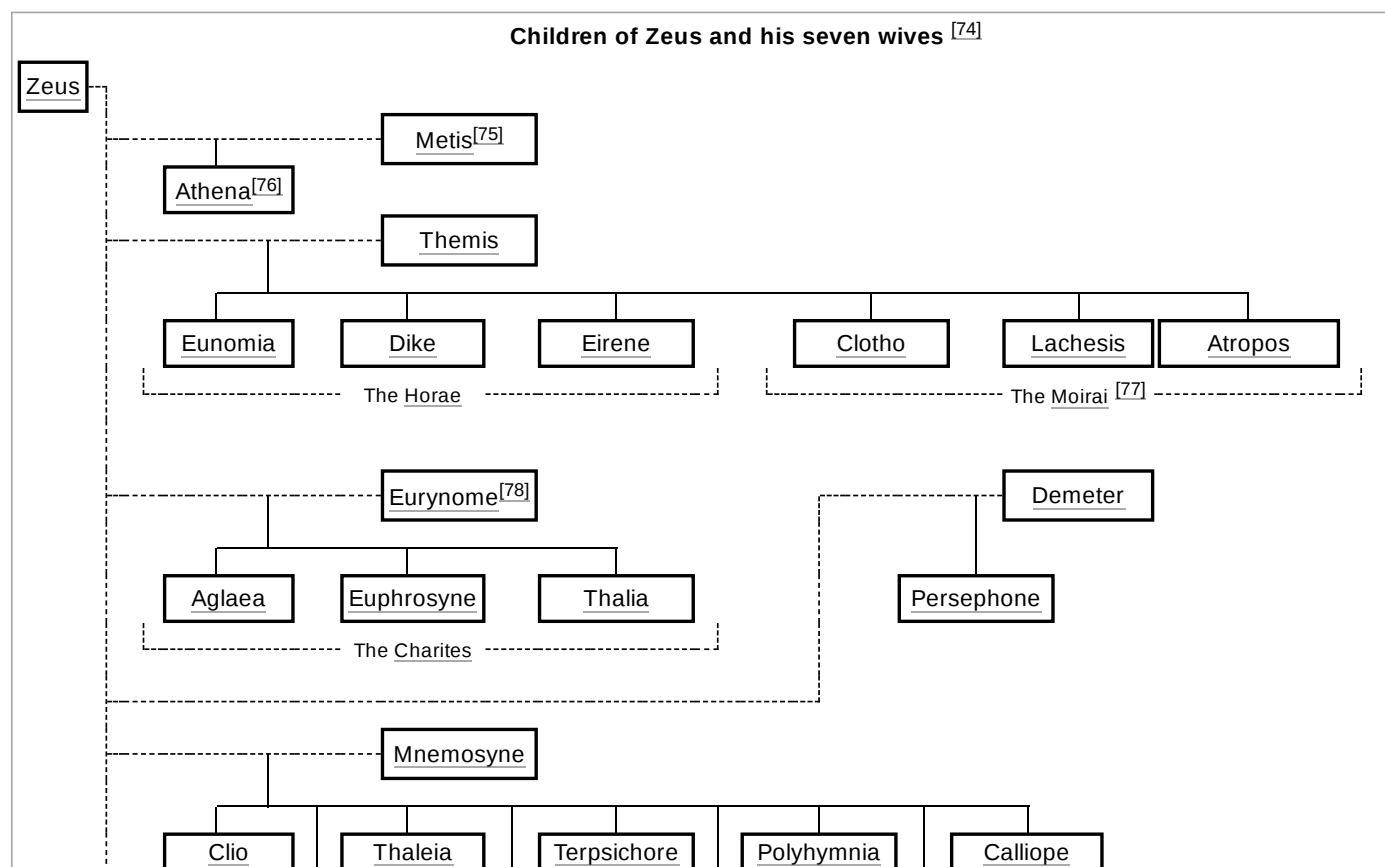 Children of Zeus and his seven wives [74]
Zeus
Metis[75]
Athena[76]
Themis
Eunomia Dike Eirene Clotho Lachesis Atropos
The Horae The Moirai [77]
Eurynome[78] Demeter
Aglaea Euphrosyne Thalia Persephone
The Charites
Mnemosyne
Clio Thaleia Terpsichore Polyhymnia Calliope